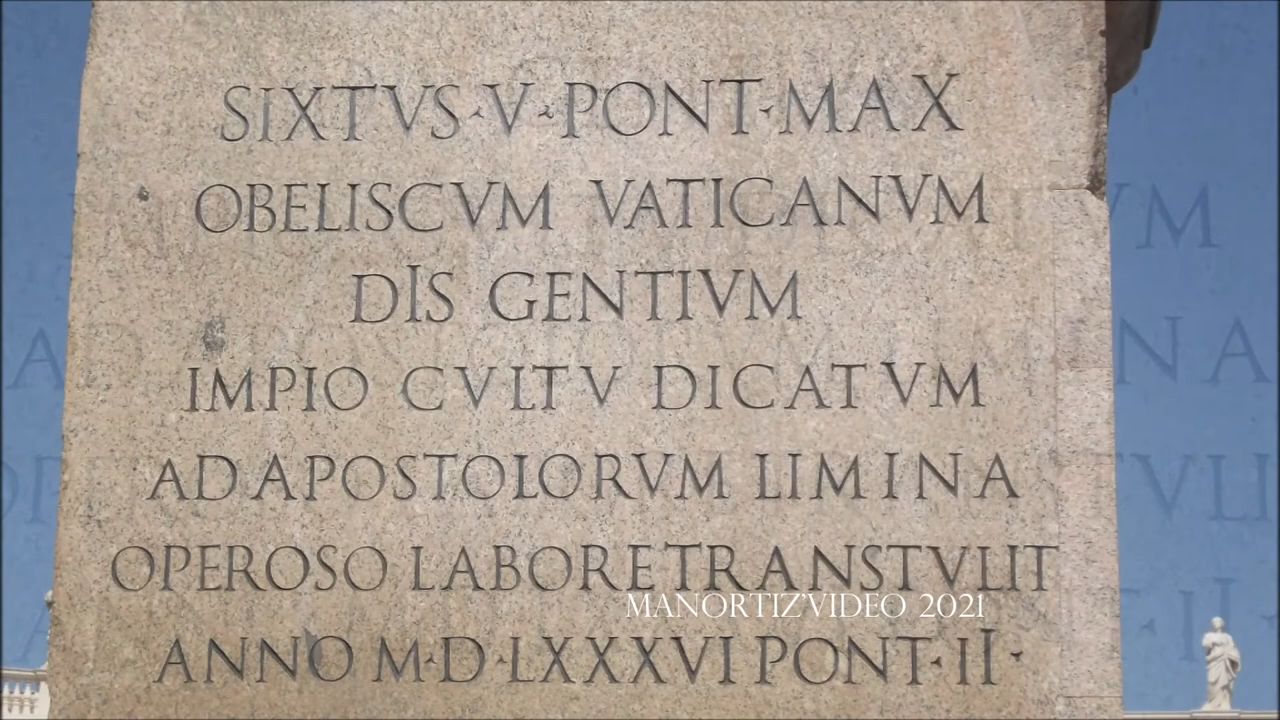 SIXTVS·V·PONT·MAX
OBELISCVM VATICANVM
DIS GENTIVM
IMPIO CVLTV DICATVM
AD APOSTOLORVM LIMINA
OPEROSO LABORE TRANSTVLIT
MANORTIZ'VIDEO 2021
ANNO M·D·LXXXVI PONT·II·